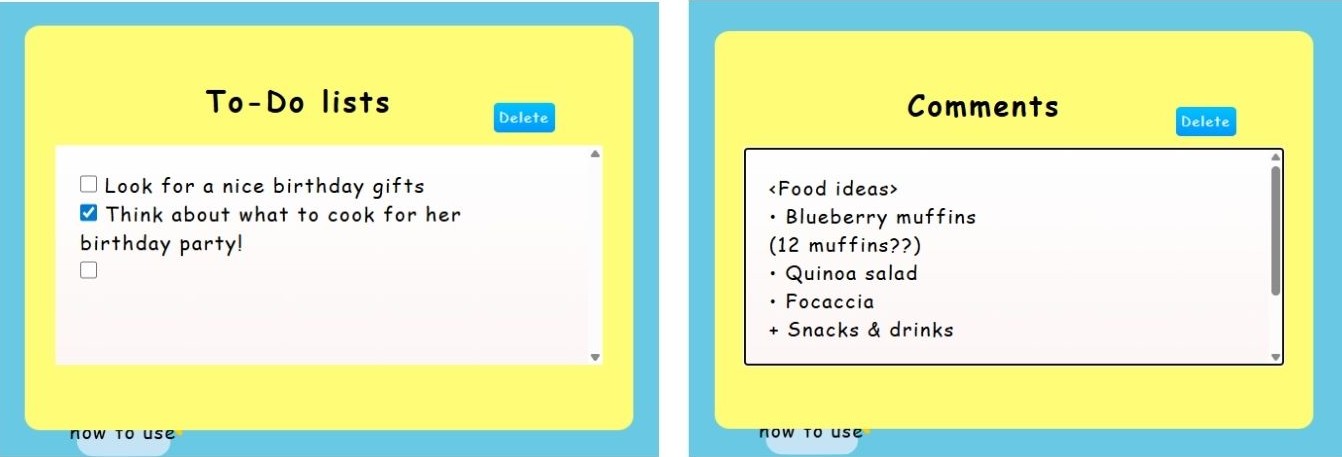 To-Do lists
Delete
Look for a nice birthday gifts
Think about what to cook for her
birthday party!
how to use
Comments
Delete
<Food ideas>
• Blueberry muffins
(12 muffins??)
• Quinoa salad
• Focaccia
+ Snacks & drinks
how to use